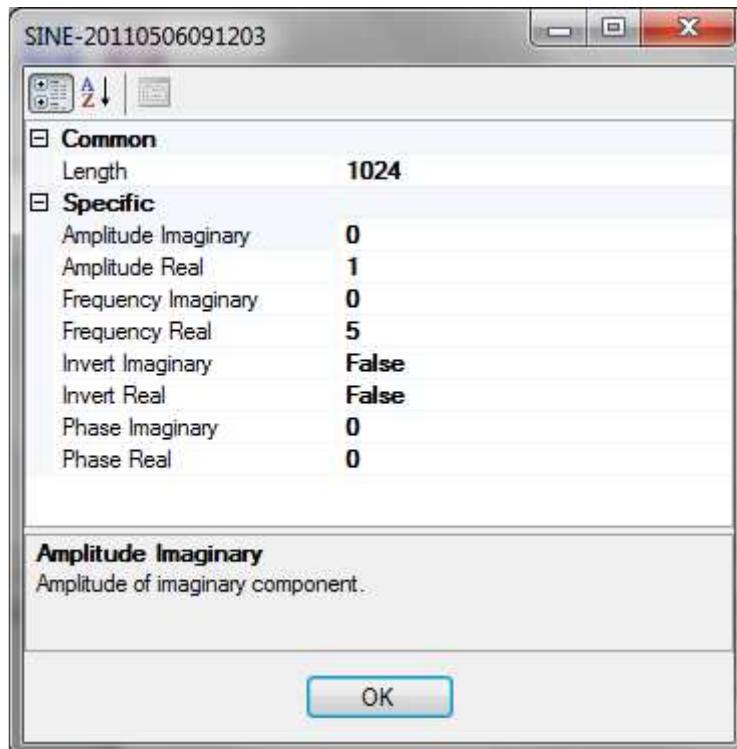 SINE-20110506091203
A
Z
Common
Length 1024
Specific
Amplitude Imaginary 0
Amplitude Real 1
Frequency Imaginary 0
Frequency Real 5
Invert Imaginary False
Invert Real False
Phase Imaginary 0
Phase Real 0
Amplitude Imaginary
Amplitude of imaginary component.
OK